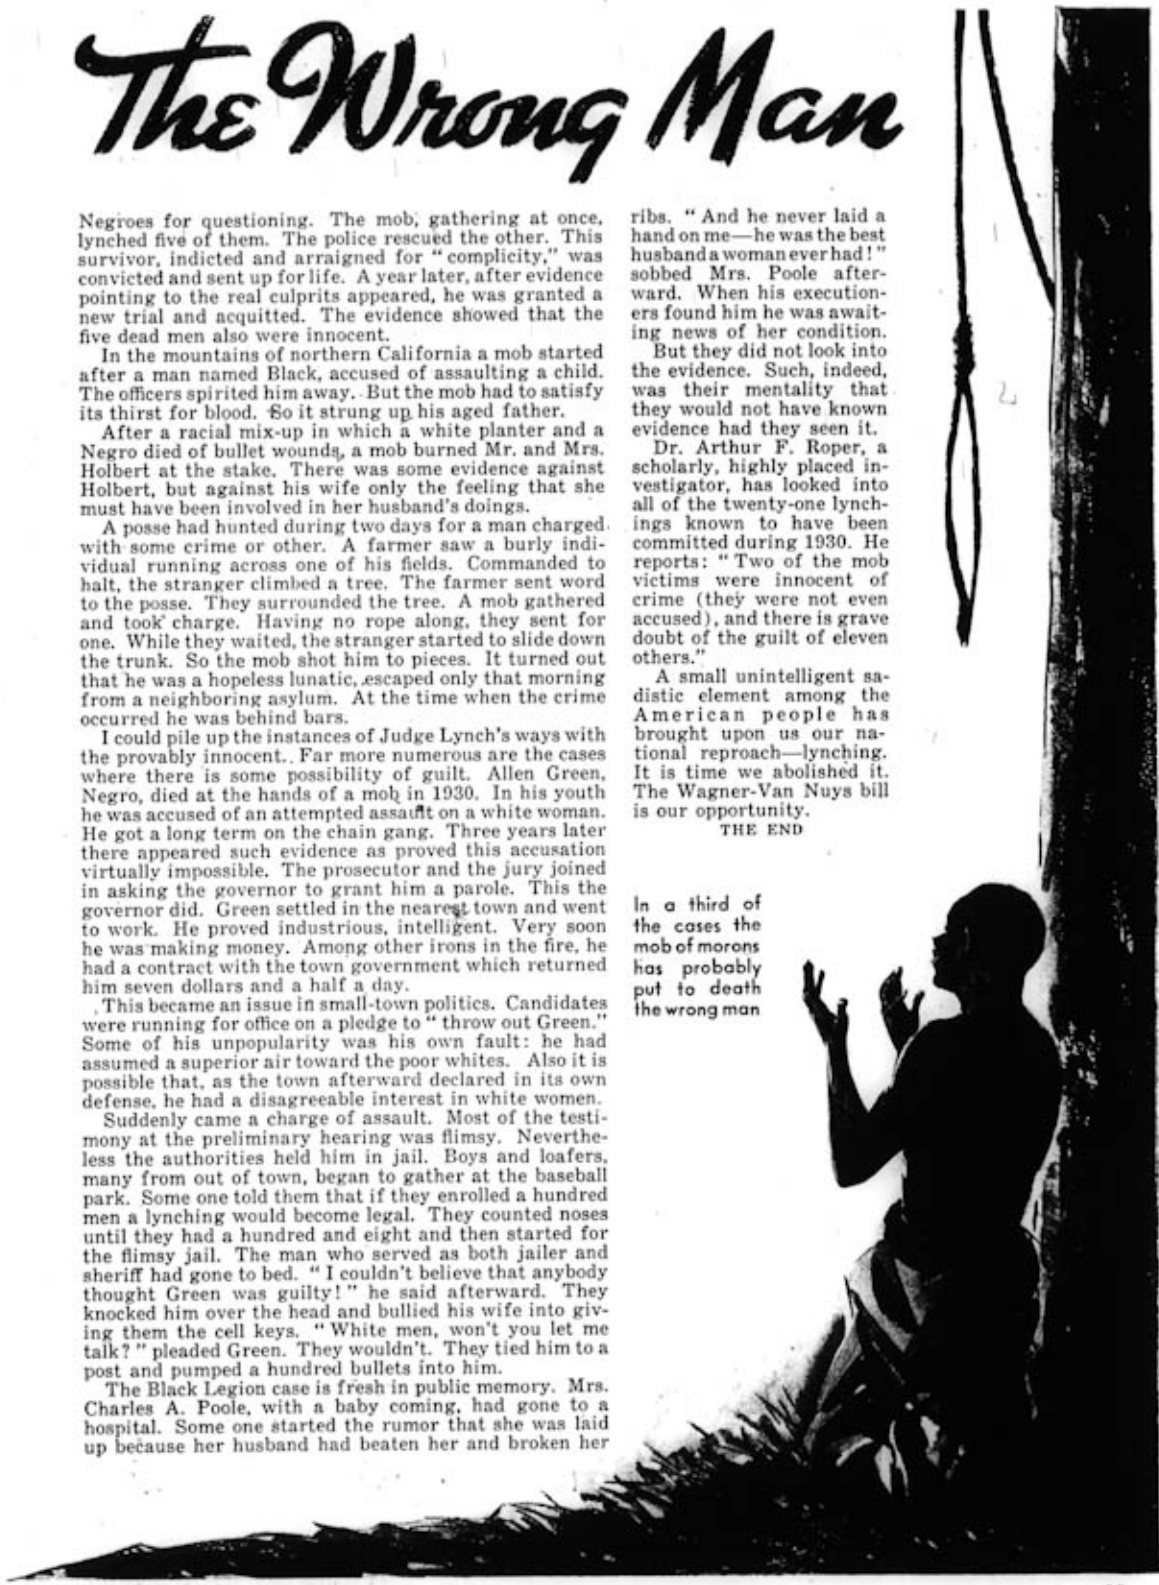 The Wrong Man
Negroes for questioning. The mob, gathering at once,
lynched five of them. The police rescued the other. This
survivor, indicted and arraigned for "complicity," was
convicted and sent up for life. A year later, after evidence
pointing to the real culprits appeared, he was granted a
new trial and acquitted. The evidence showed that the
five dead men also were innocent.
In the mountains of northern California a mob started
after a man named Black, accused of assaulting a child.
The officers spirited him away. But the mob had to satisfy
its thirst for blood. So it strung up his aged father.
After a racial mix-up in which a white planter and a
Negro died of bullet wounds, a mob burned Mr. and Mrs.
Holbert at the stake. There was some evidence against
Holbert, but against his wife only the feeling that she
must have been involved in her husband's doings.
A posse had hunted during two days for a man charged
with some crime or other. A farmer saw a burly indi-
vidual running across one of his fields. Commanded to
halt, the stranger climbed a tree. The farmer sent word
to the posse. They surrounded the tree. A mob gathered
and took charge. Having no rope along, they sent for
one. While they waited, the stranger started to slide down
the trunk. So the mob shot him to pieces. It turned out
that he was a hopeless lunatic, escaped only that morning
from a neighboring asylum. At the time when the crime
occurred he was behind bars.
I could pile up the instances of Judge Lynch's ways with
the provably innocent. Far more numerous are the cases
where there is some possibility of guilt. Allen Green,
Negro, died at the hands of a mob in 1930. In his youth
he was accused of an attempted assault on a white woman.
He got a long term on the chain gang. Three years later
there appeared such evidence as proved this accusation
virtually impossible. The prosecutor and the jury joined
in asking the governor to grant him a parole. This the
governor did. Green settled in the nearest town and went
to work. He proved industrious, intelligent. Very soon
he was making money. Among other irons in the fire, he
had a contract with the town government which returned
him seven dollars and a half a day.
This became an issue in small-town politics. Candidates
were running for office on a pledge to "throw out Green."
Some of his unpopularity was his own fault: he had
assumed a superior air toward the poor whites. Also it is
possible that, as the town afterward declared in its own
defense, he had a disagreeable interest in white women.
Suddenly came a charge of assault. Most of the testi-
mony at the preliminary hearing was flimsy. Neverthe-
less the authorities held him in jail. Boys and loafers,
many from out of town, began to gather at the baseball
park. Some one told them that if they enrolled a hundred
men a lynching would become legal. They counted noses
until they had a hundred and eight and then started for
the flimsy jail. The man who served as both jailer and
sheriff had gone to bed. "I couldn't believe that anybody
thought Green was guilty!" he said afterward. They
knocked him over the head and bullied his wife into giv-
ing them the cell keys. "White men, won't you let me
talk?" pleaded Green. They wouldn't. They tied him to a
post and pumped a hundred bullets into him.
The Black Legion case is fresh in public memory. Mrs.
Charles A. Poole, with a baby coming, had gone to a
hospital. Some one started the rumor that she was laid
up because her husband had beaten her and broken her
ribs. "And he never laid a
hand on me—he was the best
husband a woman ever had!"
sobbed Mrs. Poole after-
ward. When his execution-
ers found him he was await-
ing news of her condition.
But they did not look into
the evidence. Such, indeed,
was their mentality that
they would not have known
evidence had they seen it.
Dr. Arthur F. Roper, a
scholarly, highly placed in-
vestigator, has looked into
all of the twenty-one lynch-
ings known to have been
committed during 1930. He
reports: "Two of the mob
victims were innocent of
crime (they were not even
accused), and there is grave
doubt of the guilt of eleven
others."
A small unintelligent sa-
distic element among the
American people has
brought upon us our na-
tional reproach—lynching.
It is time we abolished it.
The Wagner-Van Nuys bill
is our opportunity.
THE END
In a third of
the cases the
mob of morons
has probably
put to death
the wrong man